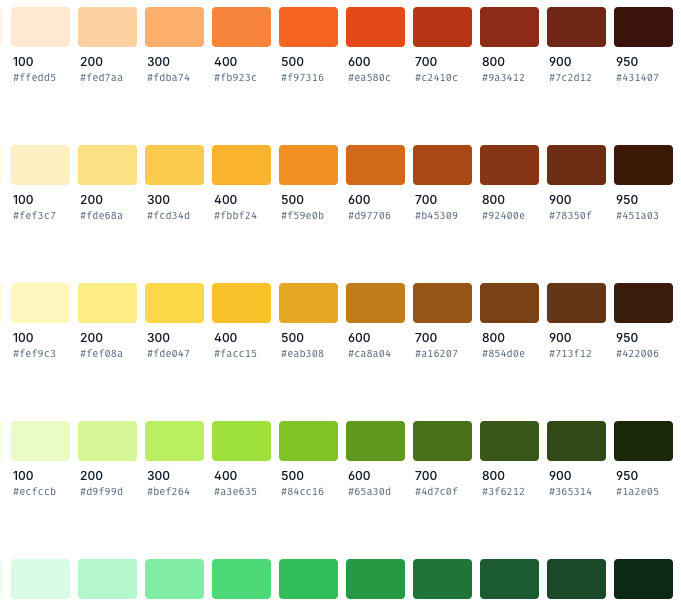 100 200 300 400 500 600 700 800 900 950
#ffedd5 #fed7aa #fdba74 #fb923c #f97316 #ea580c #c2410c #9a3412 #7c2d12 #431407
100 200 300 400 500 600 700 800 900 950
#fef3c7 #fde68a #fcd34d #fbbf24 #f59e0b #d97706 #b45309 #92400e #78350f #451a03
100 200 300 400 500 600 700 800 900 950
#fef9c3 #fef08a #fde047 #facc15 #eab308 #ca8a04 #a16207 #854d0e #713f12 #422006
100 200 300 400 500 600 700 800 900 950
#ecfccb #d9f99d #bef264 #a3e635 #84cc16 #65a30d #4d7c0f #3f6212 #365314 #1a2e05